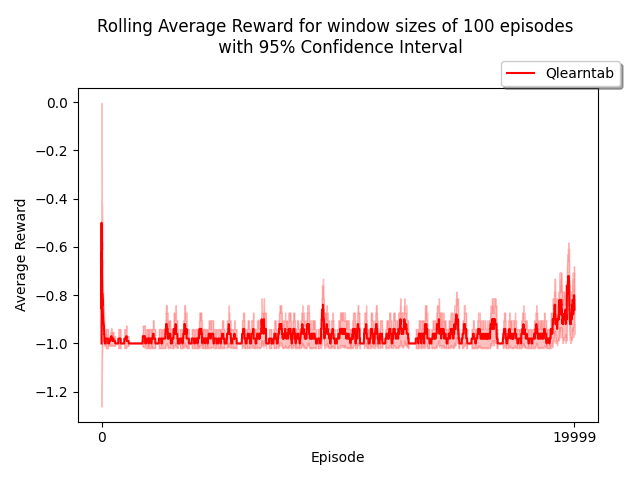 Rolling Average Reward for window sizes of 100 episodes
with 95% Confidence Interval
Qlearntab
0.0
−0.2
−0.4
−0.6
−0.8
−1.0
−1.2
Average Reward
0 19999
Episode